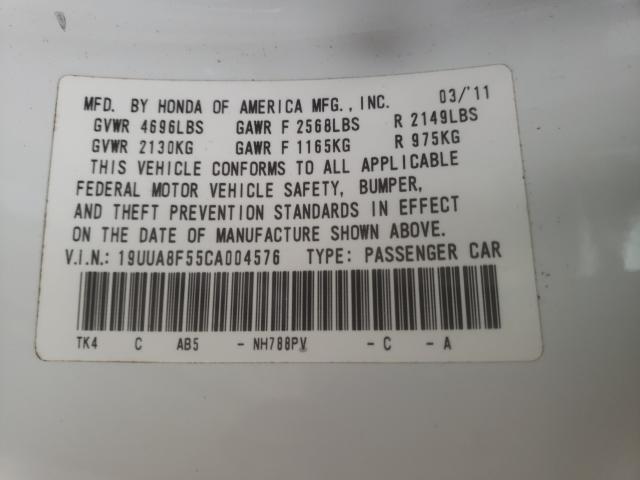 MFD. BY HONDA OF AMERICA MFG., INC. 03/'11
GVWR 4696LBS GAWR F 2568LBS R 2149LBS
GVWR 2130KG GAWR F 1165KG R 975KG
THIS VEHICLE CONFORMS TO ALL APPLICABLE
FEDERAL MOTOR VEHICLE SAFETY, BUMPER,
AND THEFT PREVENTION STANDARDS IN EFFECT
ON THE DATE OF MANUFACTURE SHOWN ABOVE.
V.I.N.: 19UUA8F55CA004576 TYPE: PASSENGER CAR
TK4 C AB5 - NH788PV - C - A